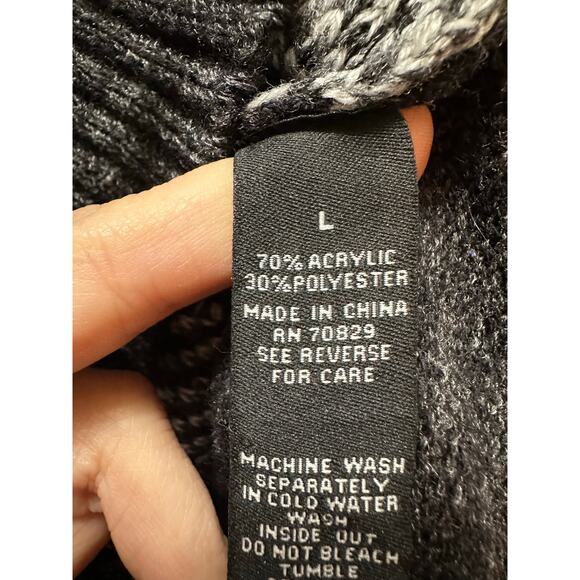 L
70% ACRYLIC
30% POLYESTER
MADE IN CHINA
RN 70829
SEE REVERSE
FOR CARE
MACHINE WASH
SEPARATELY
IN COLD WATER
WASH
INSIDE OUT
DO NOT BLEACH
TUMBLE